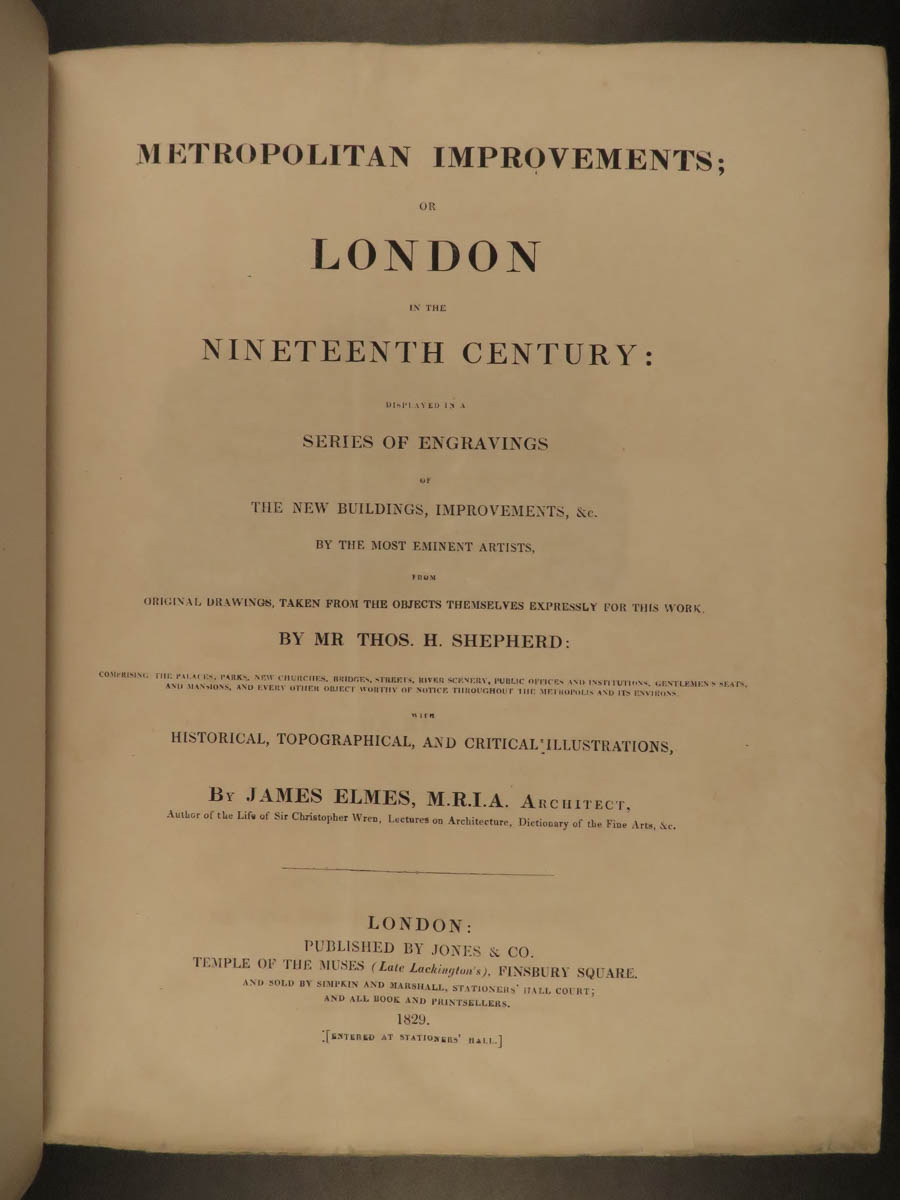 METROPOLITAN IMPROVEMENTS;
OR
LONDON
IN THE
NINETEENTH CENTURY:
DISPLAYED IN A
SERIES OF ENGRAVINGS
OF
THE NEW BUILDINGS, IMPROVEMENTS, &c.
BY THE MOST EMINENT ARTISTS,
FROM
ORIGINAL DRAWINGS, TAKEN FROM THE OBJECTS THEMSELVES EXPRESSLY FOR THIS WORK,
BY MR THOS. H. SHEPHERD:
COMPRISING THE PALACES, PARKS, NEW CHURCHES, BRIDGES, STREETS, RIVER SCENERY, PUBLIC OFFICES AND INSTITUTIONS, GENTLEMEN'S SEATS,
AND MANSIONS, AND EVERY OTHER OBJECT WORTHY OF NOTICE THROUGHOUT THE METROPOLIS AND ITS ENVIRONS.
WITH
HISTORICAL, TOPOGRAPHICAL, AND CRITICAL ILLUSTRATIONS,
BY JAMES ELMES, M.R.I.A. ARCHITECT,
Author of the Life of Sir Christopher Wren, Lectures on Architecture, Dictionary of the Fine Arts, &c.
LONDON:
PUBLISHED BY JONES & CO.
TEMPLE OF THE MUSES (Late Lackington's), FINSBURY SQUARE.
AND SOLD BY SIMPKIN AND MARSHALL, STATIONERS' HALL COURT;
AND ALL BOOK AND PRINTSELLERS.
1829.
[ENTERED AT STATIONERS' HALL.]